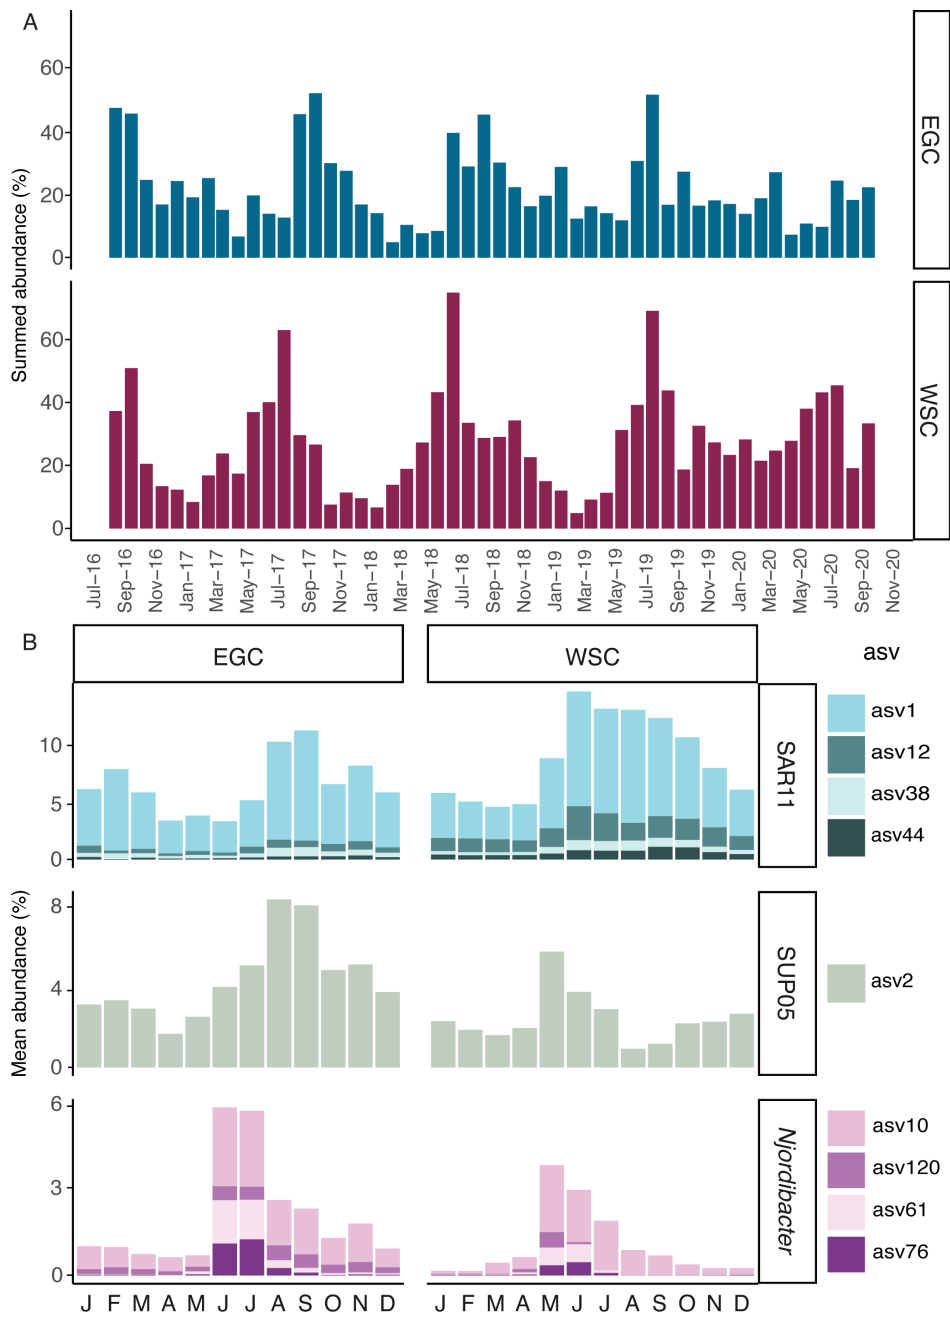 A
Summed abundance (%)
60
40
20
0
EGC
60
40
20
0
WSC
Jul–16
Sep–16
Nov–16
Jan–17
Mar–17
May–17
Jul–17
Sep–17
Nov–17
Jan–18
Mar–18
May–18
Jul–18
Sep–18
Nov–18
Jan–19
Mar–19
May–19
Jul–19
Sep–19
Nov–19
Jan–20
Mar–20
May–20
Jul–20
Sep–20
Nov–20
B
EGC
WSC
asv
Mean abundance (%)
10
5
0
SAR11
asv1
asv12
asv38
asv44
8
4
0
SUP05
asv2
6
3
0
Njordibacter
asv10
asv120
asv61
asv76
J F M A M J J A S O N D
J F M A M J J A S O N D